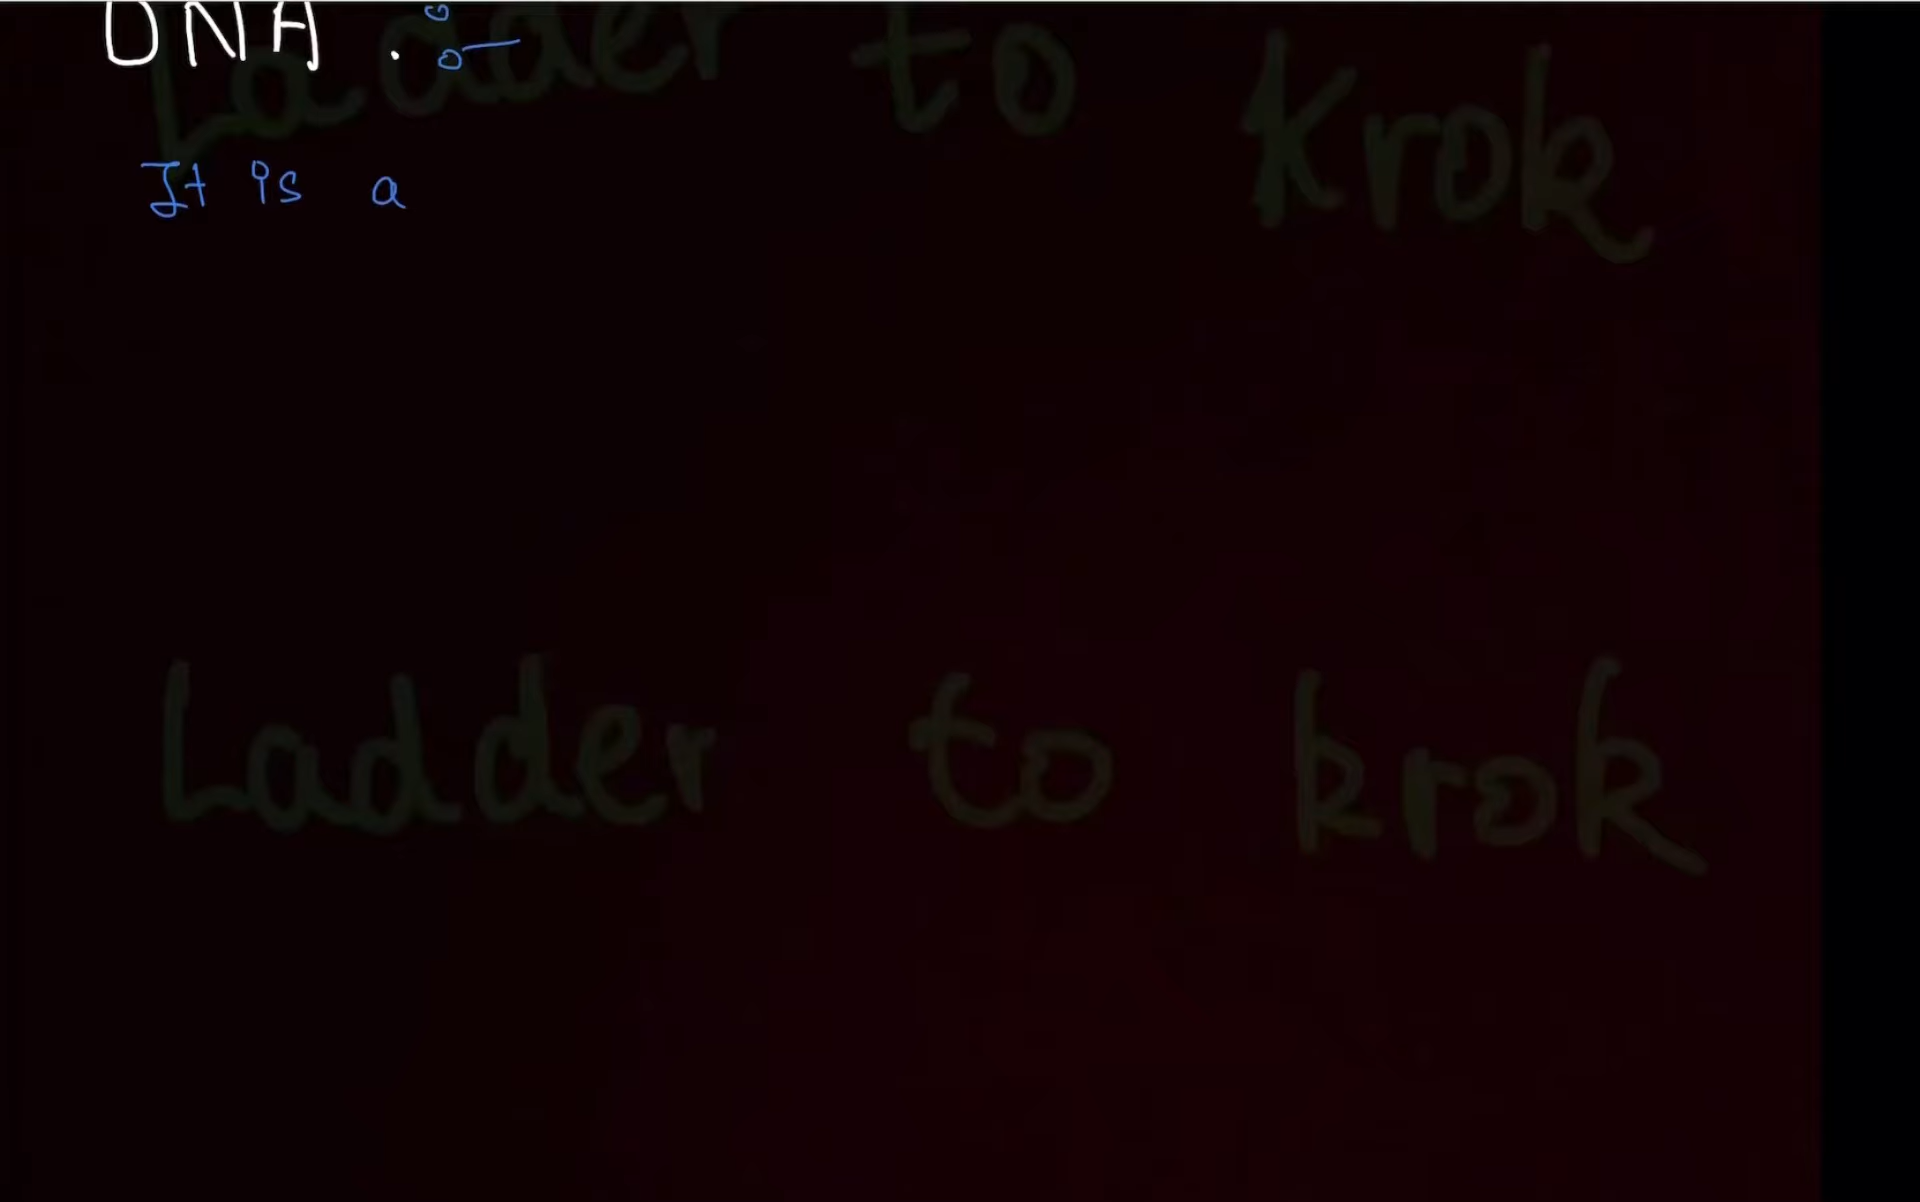 DNA :-
Ladder to Krok
It is a
Ladder to krok